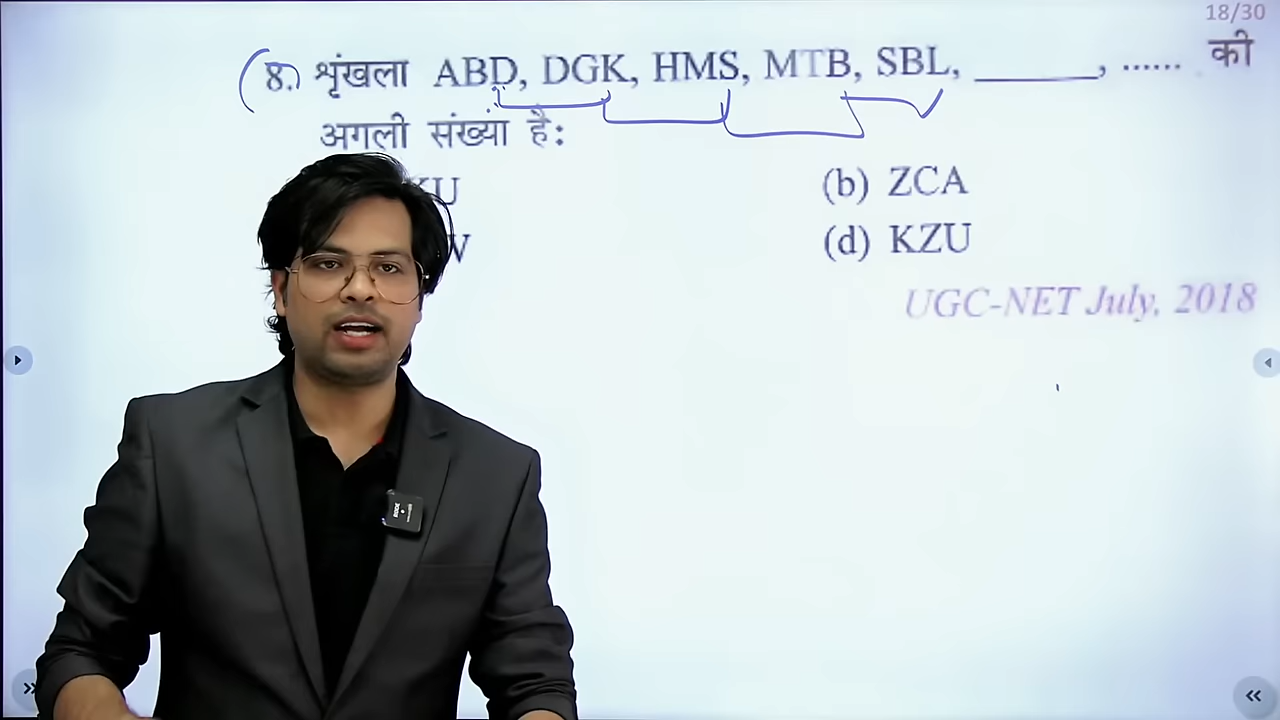 18/30
8. शृंखला ABD, DGK, HMS, MTB, SBL, ______, ...... की
अगली संख्या है:
(b) ZCA
(d) KZU
UGC-NET July, 2018